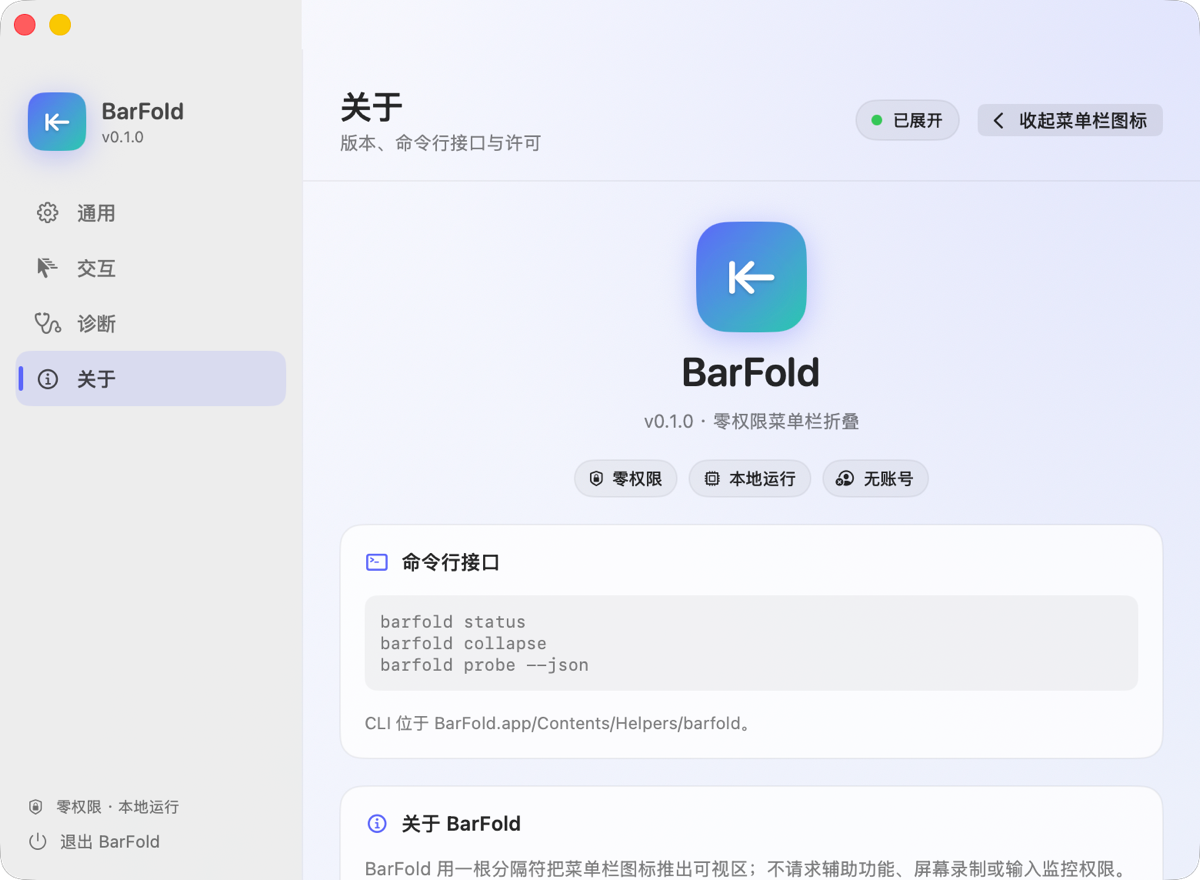 BarFold
v0.1.0
通用
交互
诊断
关于
零权限 · 本地运行
退出 BarFold
关于
版本、命令行接口与许可
已展开
收起菜单栏图标
BarFold
v0.1.0 · 零权限菜单栏折叠
零权限
本地运行
无账号
命令行接口
barfold status
barfold collapse
barfold probe --json
CLI 位于 BarFold.app/Contents/Helpers/barfold。
关于 BarFold
BarFold 用一根分隔符把菜单栏图标推出可视区；不请求辅助功能、屏幕录制或输入监控权限。